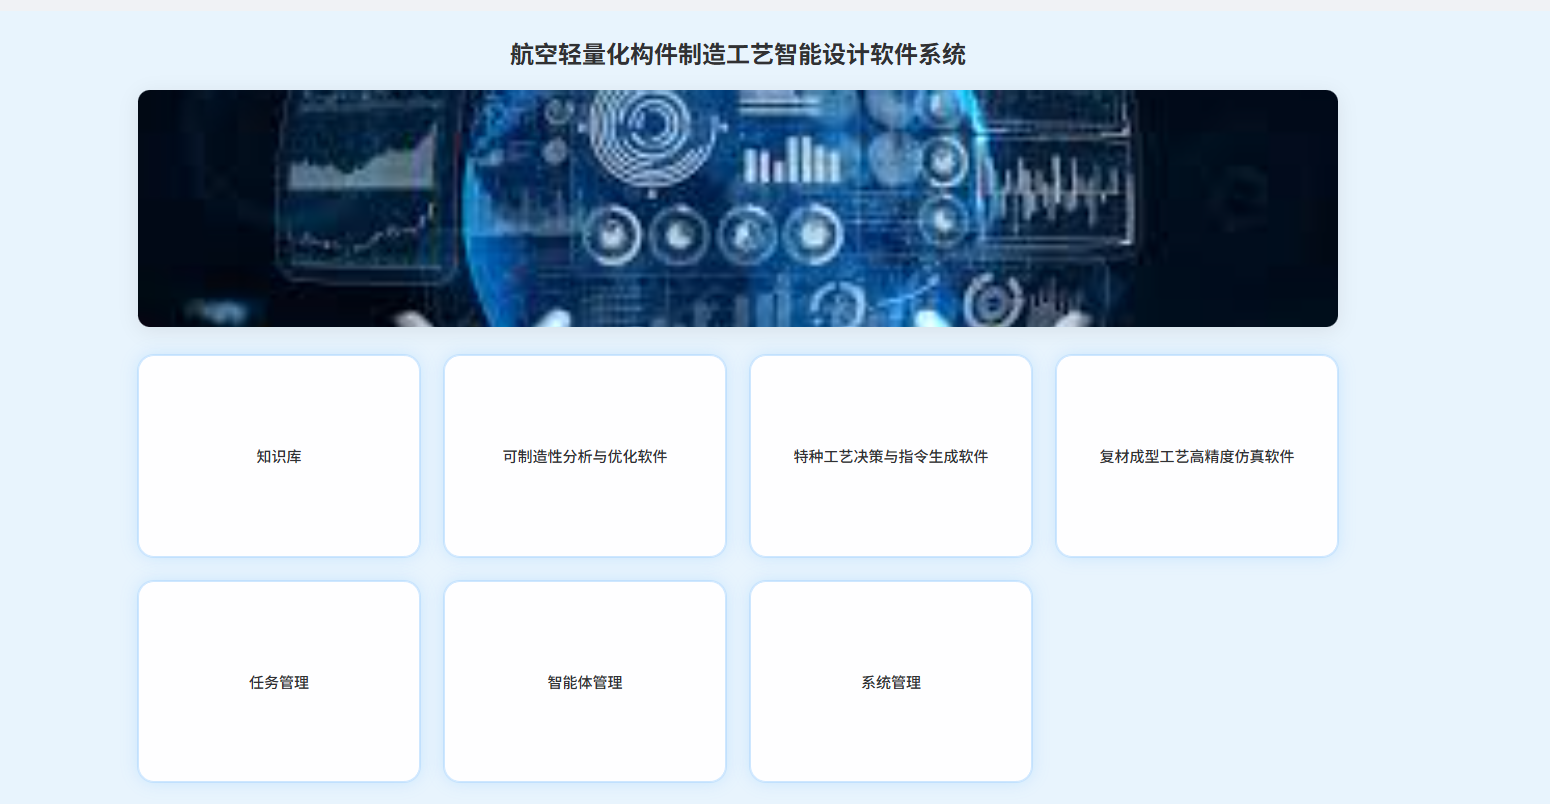 航空轻量化构件制造工艺智能设计软件系统
知识库
可制造性分析与优化软件
特种工艺决策与指令生成软件
复材成型工艺高精度仿真软件
任务管理
智能体管理
系统管理